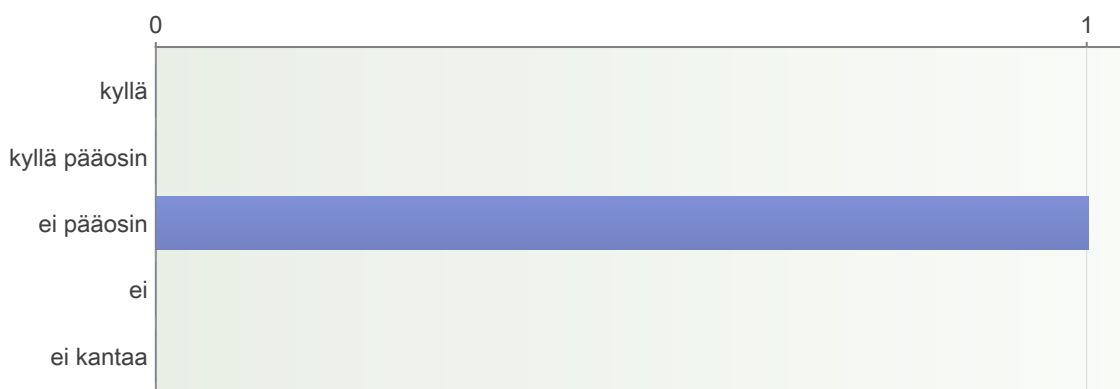 0 1
kyllä
kyllä pääosin
ei pääosin
ei
ei kantaa